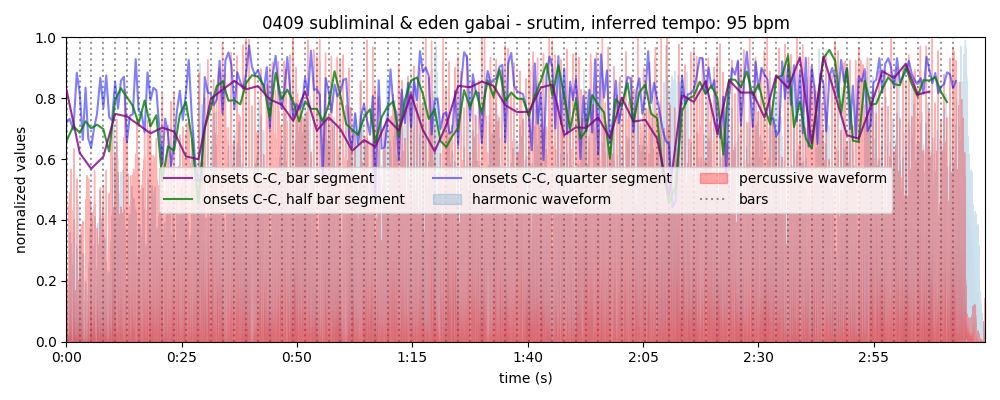 0409 subliminal & eden gabai - srutim, inferred tempo: 95 bpm
1.0
0.8
0.6
0.4
0.2
0.0
normalized values
onsets C-C, bar segment
onsets C-C, half bar segment
onsets C-C, quarter segment
harmonic waveform
percussive waveform
bars
0:00 0:25 0:50 1:15 1:40 2:05 2:30 2:55
time (s)